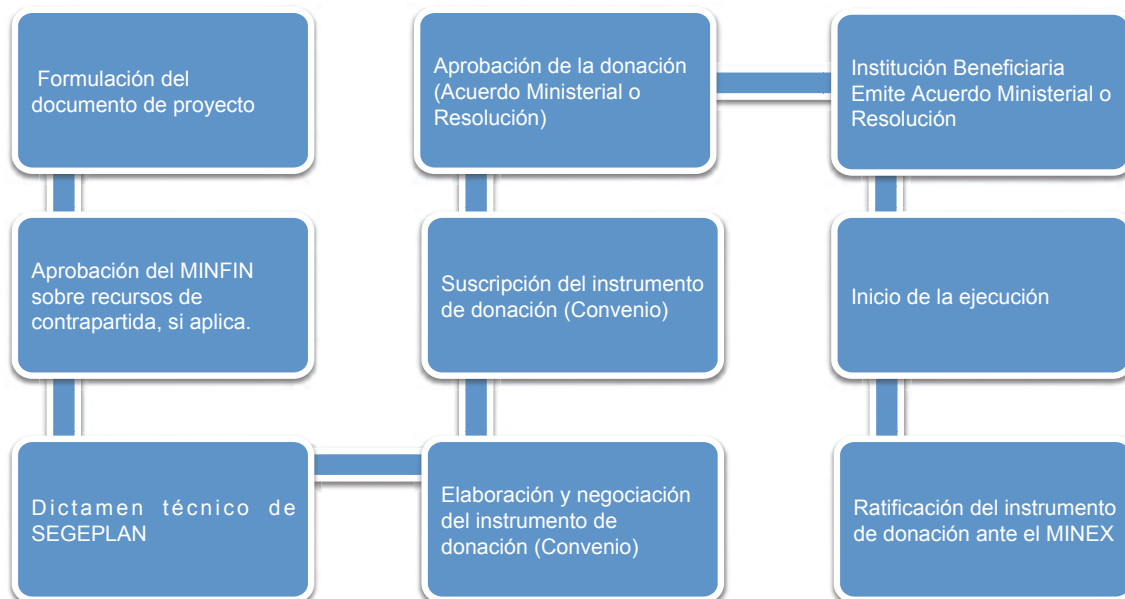 Formulación del
documento de proyecto
Aprobación del MINFIN
sobre recursos de
contrapartida, si aplica.
Dictamen técnico de
SEGEPLAN
Elaboración y negociación
del instrumento de
donación (Convenio)
Suscripción del instrumento
de donación (Convenio)
Aprobación de la donación
(Acuerdo Ministerial o
Resolución)
Institución Beneficiaria
Emite Acuerdo Ministerial o
Resolución
Inicio de la ejecución
Ratificación del instrumento
de donación ante el MINEX